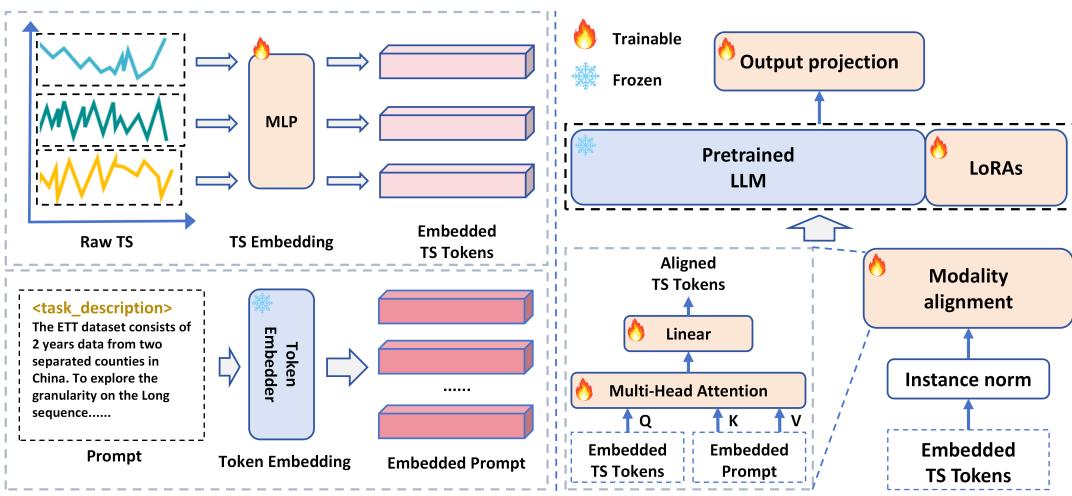 MLP
Raw TS
TS Embedding
Embedded
TS Tokens
<task_description>
The ETT dataset consists of
2 years data from two
separated counties in
China. To explore the
granularity on the Long
sequence......
Prompt
Token
Embedder
Token Embedding
......
Embedded Prompt
Trainable
Frozen
Output projection
Pretrained
LLM
LoRAs
Aligned
TS Tokens
Linear
Multi-Head Attention
Q
K
V
Embedded
TS Tokens
Embedded
Prompt
Modality
alignment
Instance norm
Embedded
TS Tokens